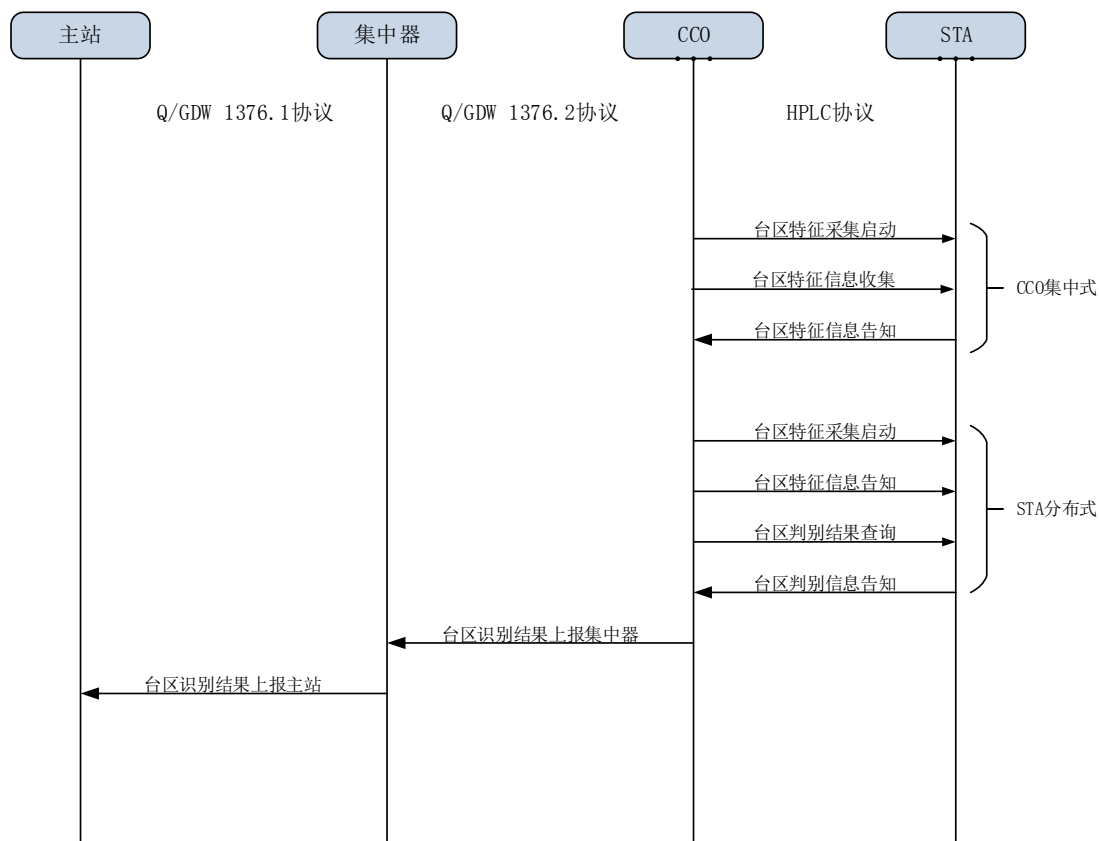 主站
集中器
CCO
STA
Q/GDW 1376.1协议
Q/GDW 1376.2协议
HPLC协议
台区特征采集启动
台区特征信息收集
CCO集中式
台区特征信息告知
台区特征采集启动
台区特征信息告知
STA分布式
台区判别结果查询
台区判别信息告知
台区识别结果上报集中器
台区识别结果上报主站